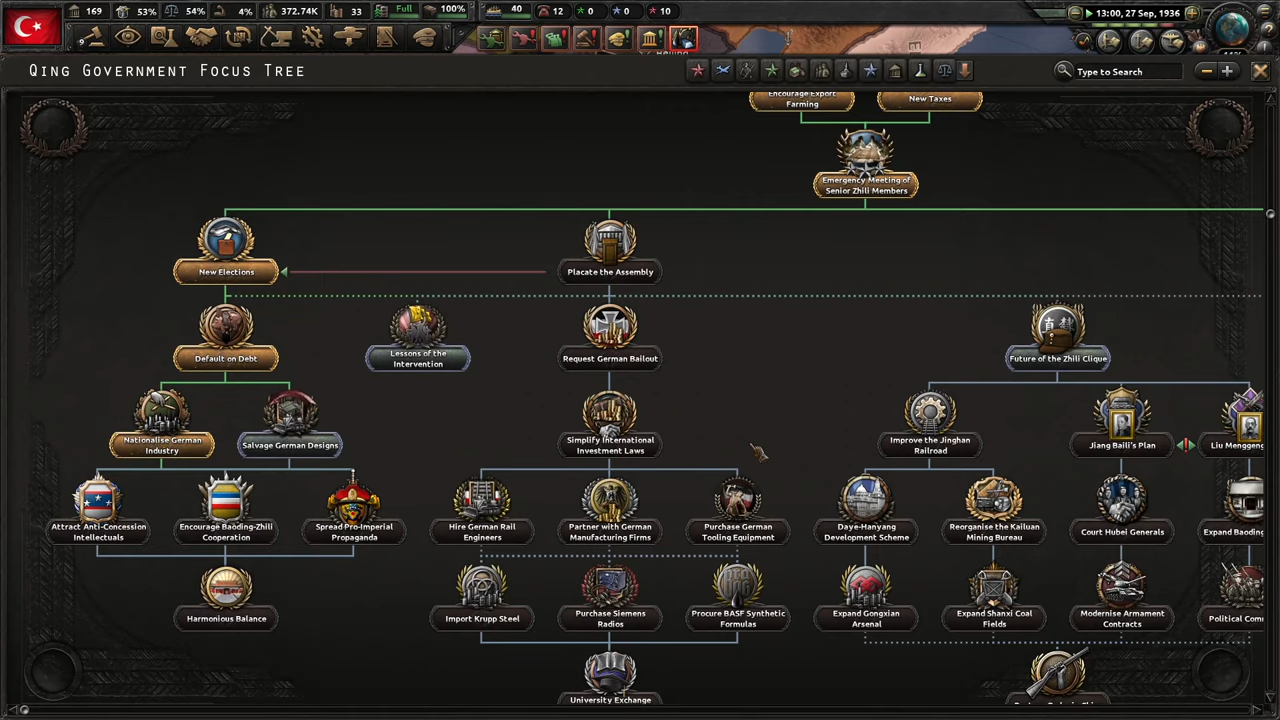 169
53%
54%
4%
372.74K
33
Full
100%
40
12
0
0
10
13:00, 27 Sep, 1936
9
Qing Government Focus Tree
Type to Search
Encourage Export
Farming
New Taxes
Emergency Meeting of
Senior Zhili Members
New Elections
Placate the Assembly
Default on Debt
Lessons of the
Intervention
Request German Bailout
Future of the Zhili Clique
Nationalise German
Industry
Salvage German Designs
Simplify International
Investment Laws
Improve the Jinghan
Railroad
Jiang Baili's Plan
Liu Menggeng
Attract Anti-Concession
Intellectuals
Encourage Baoding-Zhili
Cooperation
Spread Pro-Imperial
Propaganda
Hire German Rail
Engineers
Partner with German
Manufacturing Firms
Purchase German
Tooling Equipment
Daye-Hanyang
Development Scheme
Reorganise the Kailuan
Mining Bureau
Court Hubei Generals
Expand Baoding
Harmonious Balance
Import Krupp Steel
Purchase Siemens
Radios
Procure BASF Synthetic
Formulas
Expand Gongxian
Arsenal
Expand Shanxi Coal
Fields
Modernise Armament
Contracts
Political Com
University Exchange